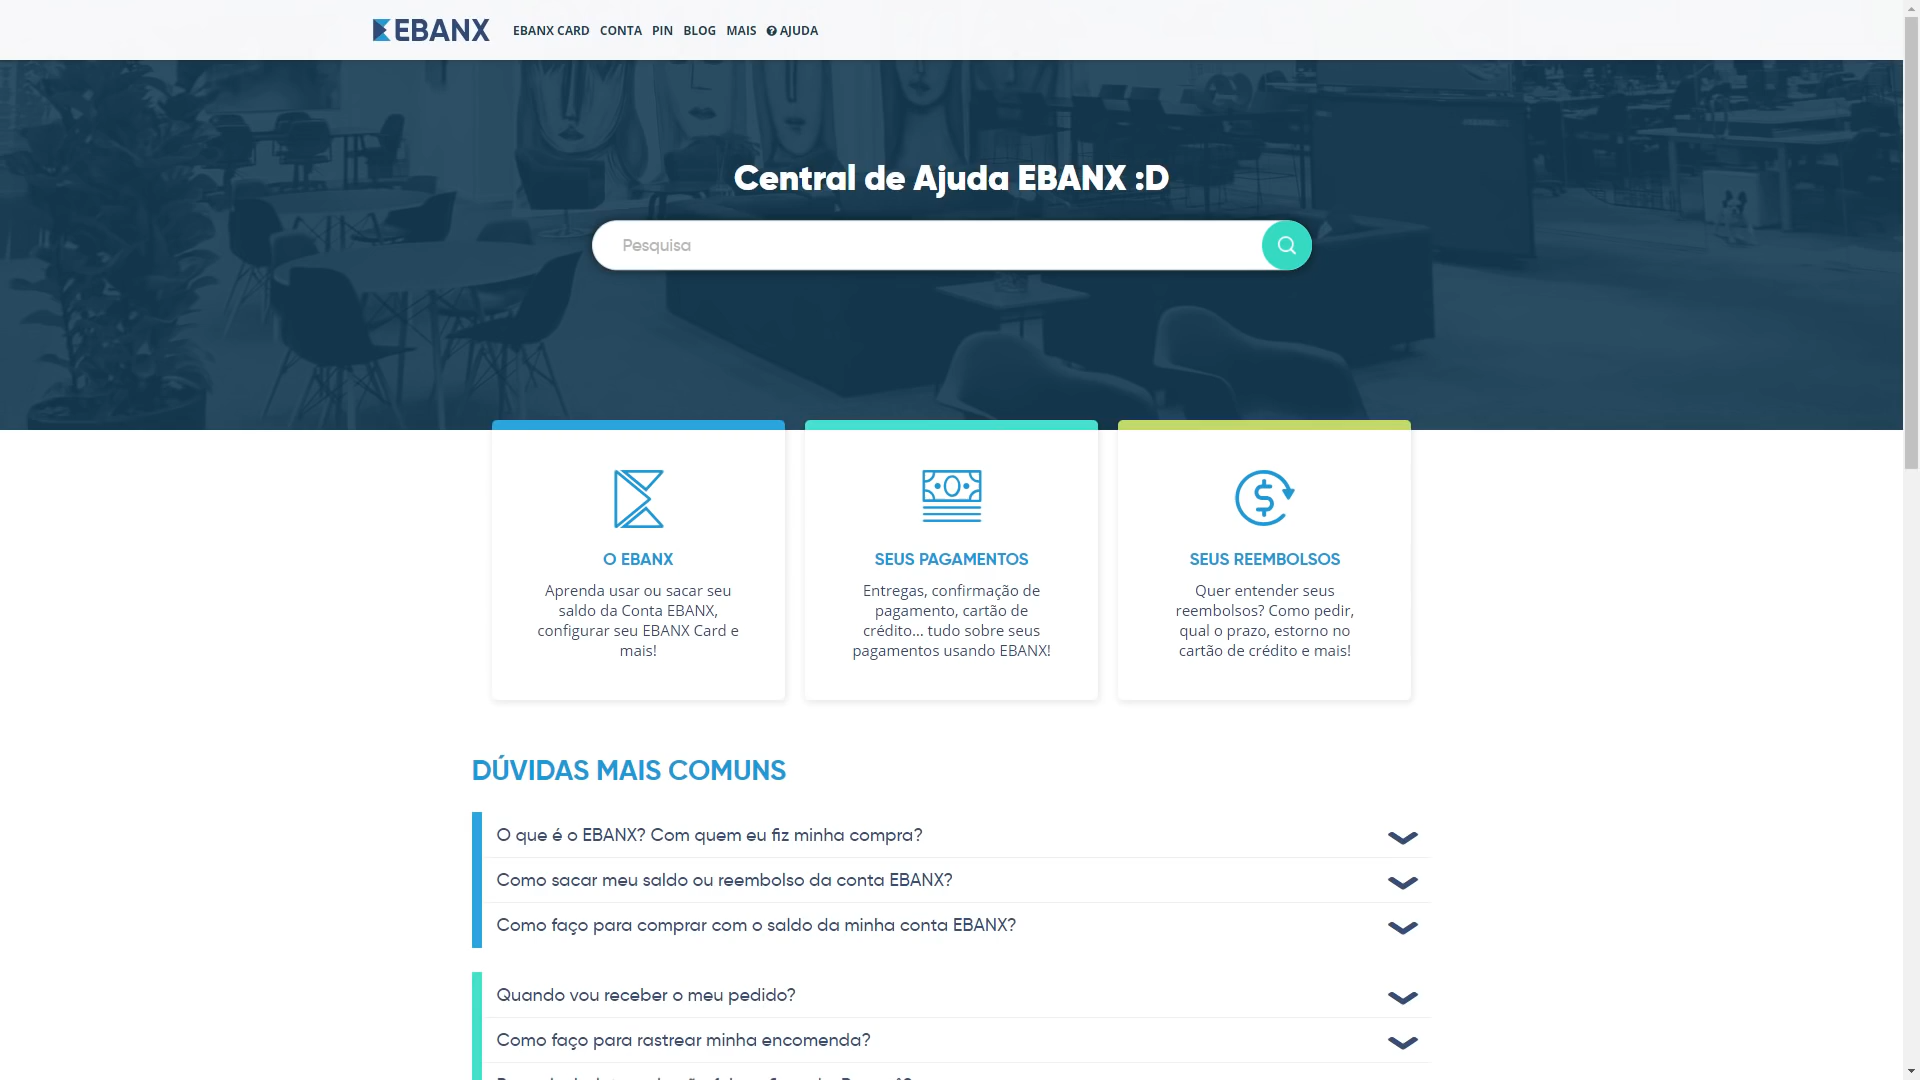 EBANX
EBANX CARD CONTA PIN BLOG MAIS AJUDA
Central de Ajuda EBANX :D
Pesquisa
O EBANX
Aprenda usar ou sacar seu
saldo da Conta EBANX,
configurar seu EBANX Card e
mais!
SEUS PAGAMENTOS
Entregas, confirmação de
pagamento, cartão de
crédito... tudo sobre seus
pagamentos usando EBANX!
SEUS REEMBOLSOS
Quer entender seus
reembolsos? Como pedir,
qual o prazo, estorno no
cartão de crédito e mais!
DÚVIDAS MAIS COMUNS
O que é o EBANX? Com quem eu fiz minha compra?
Como sacar meu saldo ou reembolso da conta EBANX?
Como faço para comprar com o saldo da minha conta EBANX?
Quando vou receber o meu pedido?
Como faço para rastrear minha encomenda?